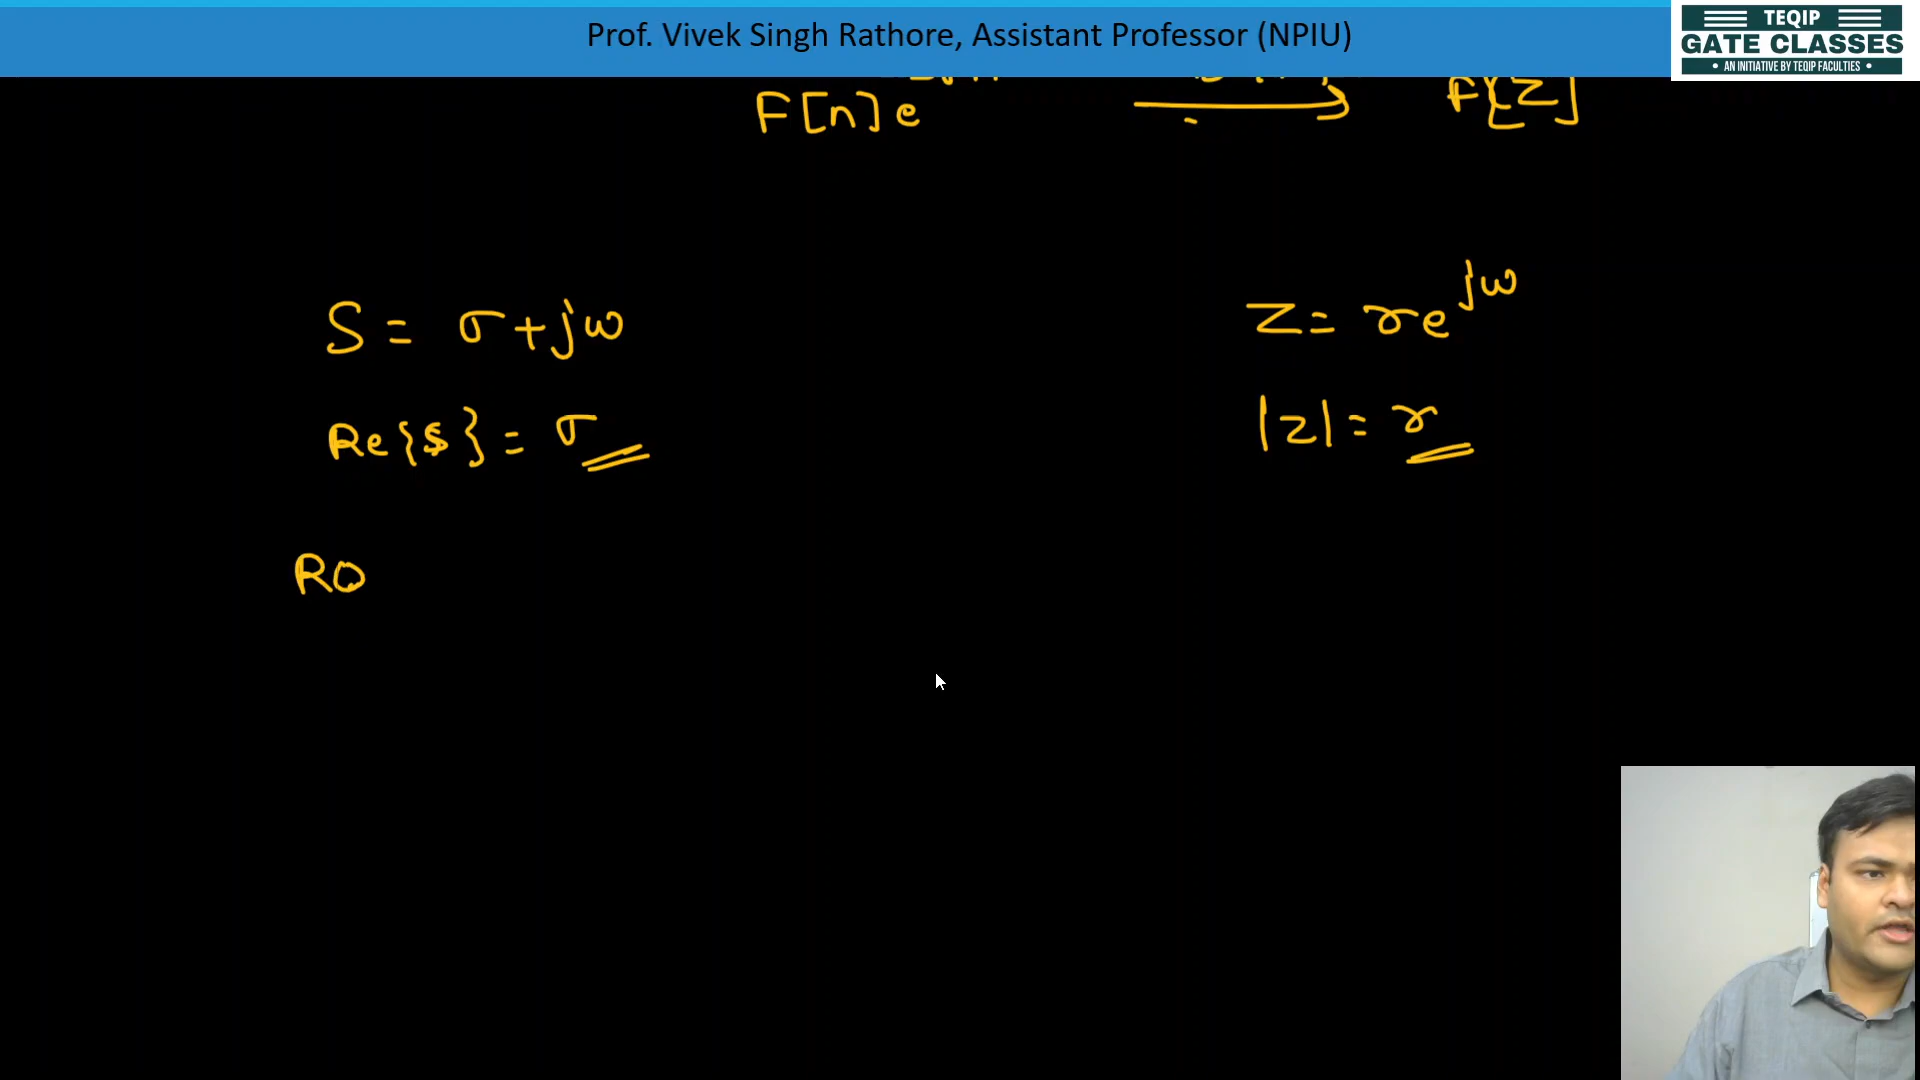 Prof. Vivek Singh Rathore, Assistant Professor (NPIU)
TEQIP
GATE CLASSES
• AN INITIATIVE BY TEQIP FACULTIES •
F[n]e
F[Z]
S = σ+jω
Z = re^jω
Re{s} = σ
|z| = r
RO